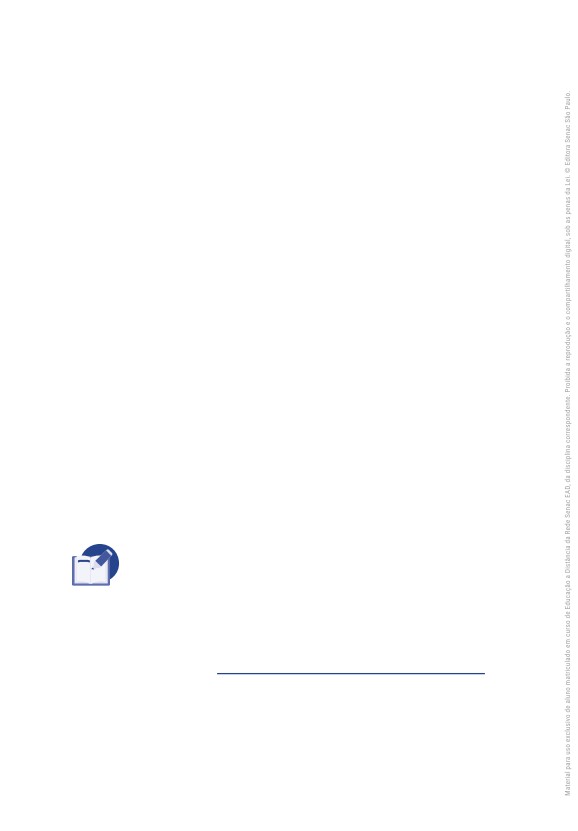 Material para uso exclusivo de aluno matriculado em curso de Educação a Distância da Rede Senac EAD, da disciplina correspondente. Proibida a reprodução e o compartilhamento digital, sob as penas da Lei. © Editora Senac São Paulo.